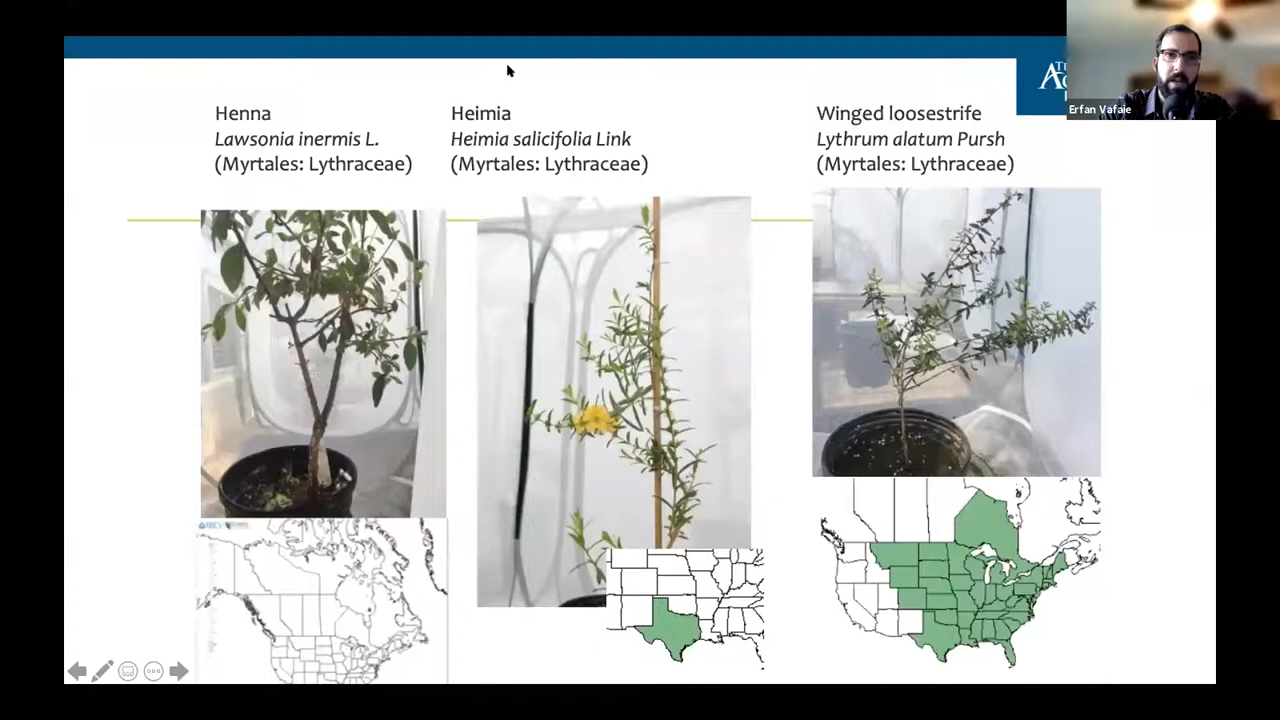 Henna
Lawsonia inermis L.
(Myrtales: Lythraceae)
Heimia
Heimia salicifolia Link
(Myrtales: Lythraceae)
Winged loosestrife
Lythrum alatum Pursh
(Myrtales: Lythraceae)
Erfan Vafaie